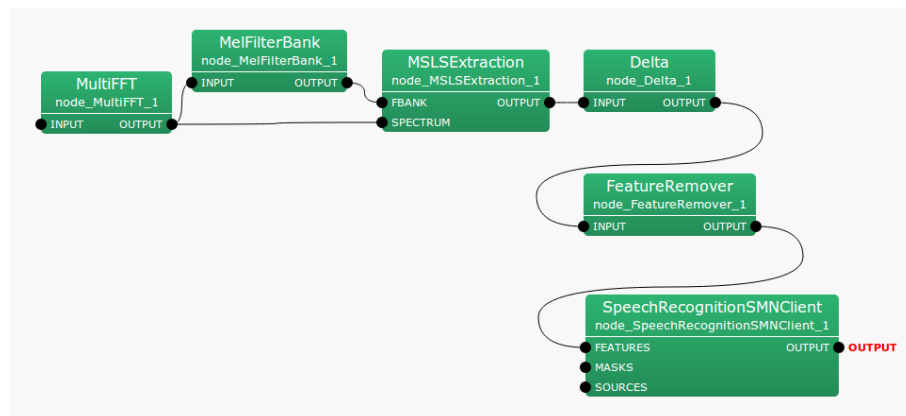 MultiFFT
node_MultiFFT_1
INPUT OUTPUT
MelFilterBank
node_MelFilterBank_1
INPUT OUTPUT
MSLSExtraction
node_MSLSExtraction_1
FBANK OUTPUT
SPECTRUM
Delta
node_Delta_1
INPUT OUTPUT
FeatureRemover
node_FeatureRemover_1
INPUT OUTPUT
SpeechRecognitionSMNClient
node_SpeechRecognitionSMNClient_1
FEATURES OUTPUT OUTPUT
MASKS
SOURCES